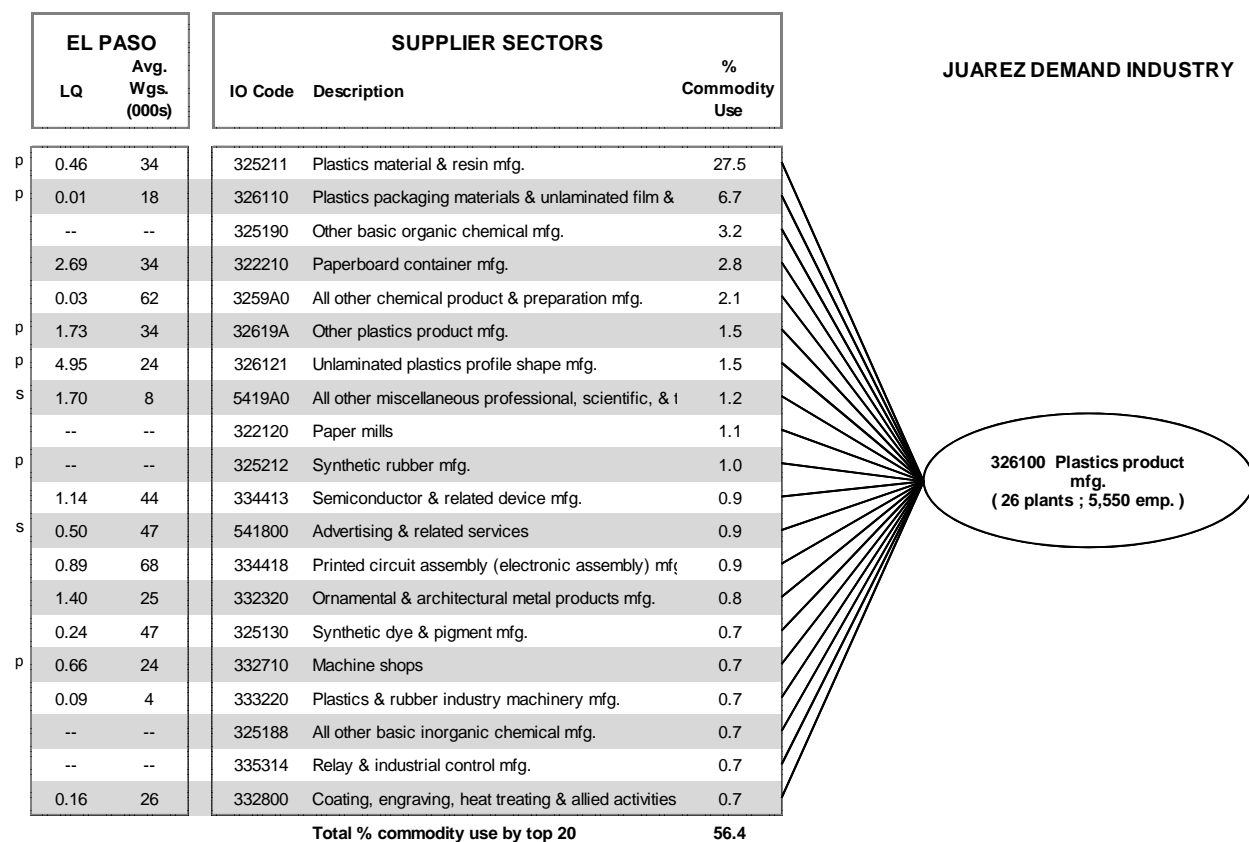 EL PASO
SUPPLIER SECTORS
JUAREZ DEMAND INDUSTRY
LQ Avg. Wgs. (000s) IO Code Description % Commodity Use
p 0.46 34 325211 Plastics material & resin mfg. 27.5
p 0.01 18 326110 Plastics packaging materials & unlaminated film & 6.7
-- -- 325190 Other basic organic chemical mfg. 3.2
2.69 34 322210 Paperboard container mfg. 2.8
0.03 62 3259A0 All other chemical product & preparation mfg. 2.1
p 1.73 34 32619A Other plastics product mfg. 1.5
p 4.95 24 326121 Unlaminated plastics profile shape mfg. 1.5
s 1.70 8 5419A0 All other miscellaneous professional, scientific, & 1.2
-- -- 322120 Paper mills 1.1
p -- -- 325212 Synthetic rubber mfg. 1.0
1.14 44 334413 Semiconductor & related device mfg. 0.9
s 0.50 47 541800 Advertising & related services 0.9
0.89 68 334418 Printed circuit assembly (electronic assembly) 0.9
1.40 25 332320 Ornamental & architectural metal products mfg. 0.8
0.24 47 325130 Synthetic dye & pigment mfg. 0.7
p 0.66 24 332710 Machine shops 0.7
0.09 4 333220 Plastics & rubber industry machinery mfg. 0.7
-- -- 325188 All other basic inorganic chemical mfg. 0.7
-- -- 335314 Relay & industrial control mfg. 0.7
0.16 26 332800 Coating, engraving, heat treating & allied activities 0.7
Total % commodity use by top 20 56.4
326100 Plastics product
mfg.
( 26 plants ; 5,550 emp. )